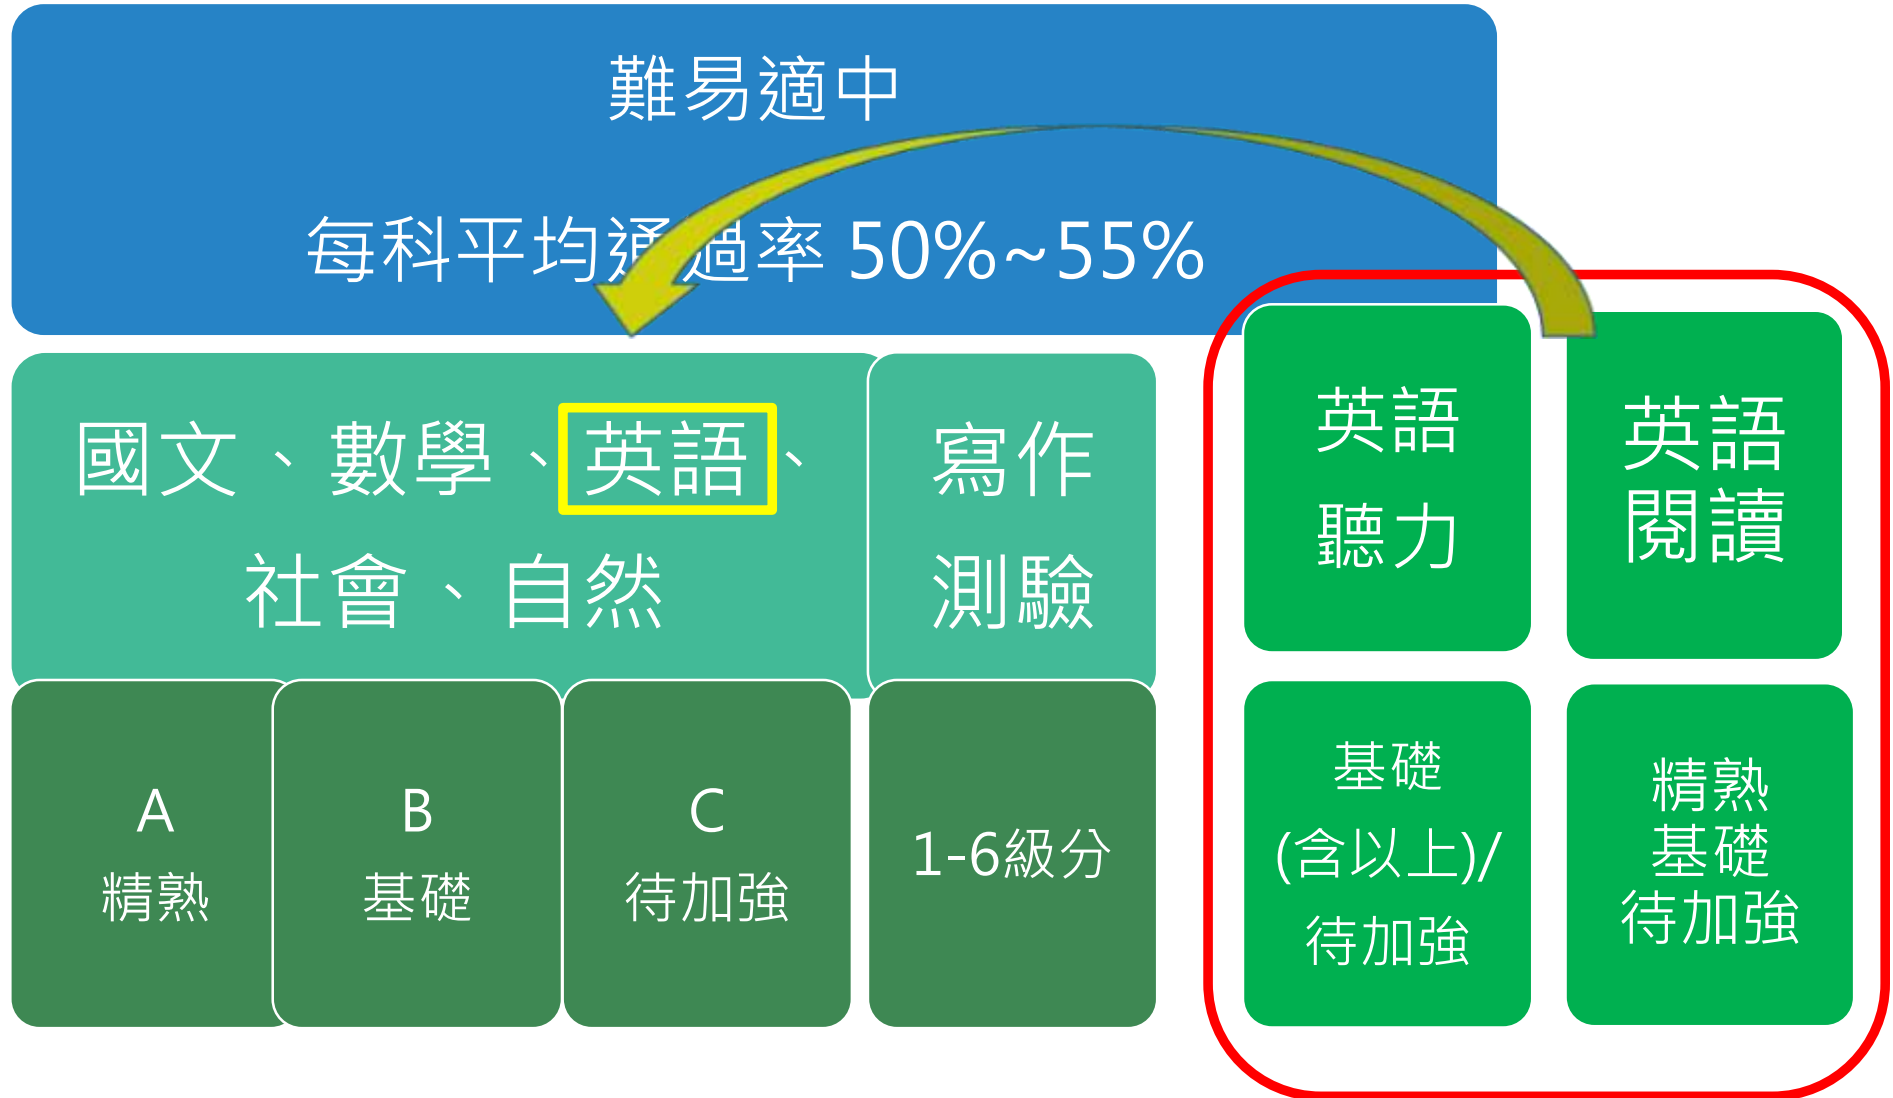 難易適中
每科平均通過率 50%~55%
國文、數學、英語、
社會、自然
寫作
測驗
英語
聽力
英語
閱讀
A
精熟
B
基礎
C
待加強
1-6級分
基礎
(含以上)/
待加強
精熟
基礎
待加強